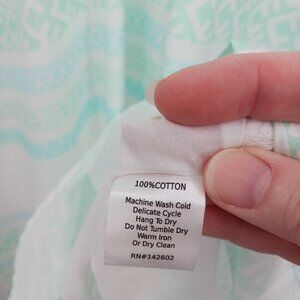 100%COTTON
Machine Wash Cold
Delicate Cycle
Hang To Dry
Do Not Tumble Dry
Warm Iron
Or Dry Clean
RN#142602